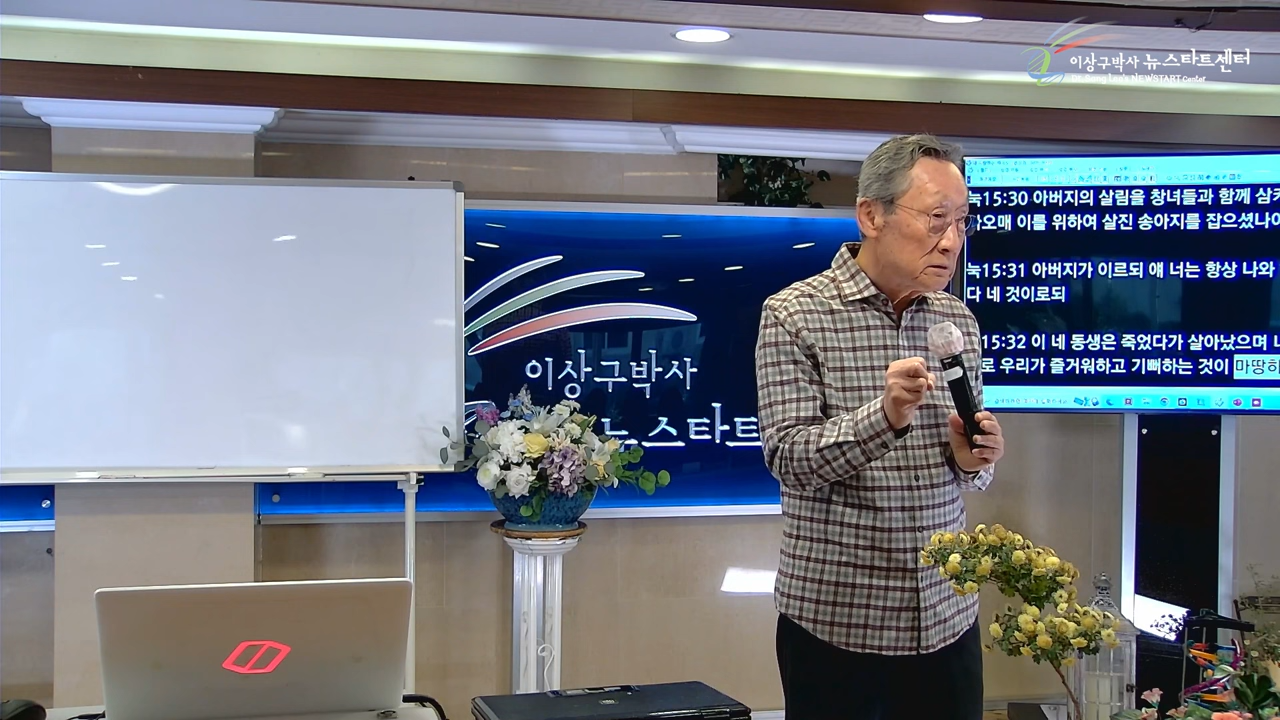 이상구박사 뉴스타트센터
Dr. Sang Lee's NEWSTART Center
눅15:30 아버지의 살림을 창녀들과 함께 삼키
이를 위하여 살진 송아지를 잡으셨나이
눅15:31 아버지가 이르되 얘 너는 항상 나와
다 네 것이로되
15:32 이 네 동생은 죽었다가 살아났으며
로 우리가 즐거워하고 기뻐하는 것이 마땅하
이상구박사
뉴스타트